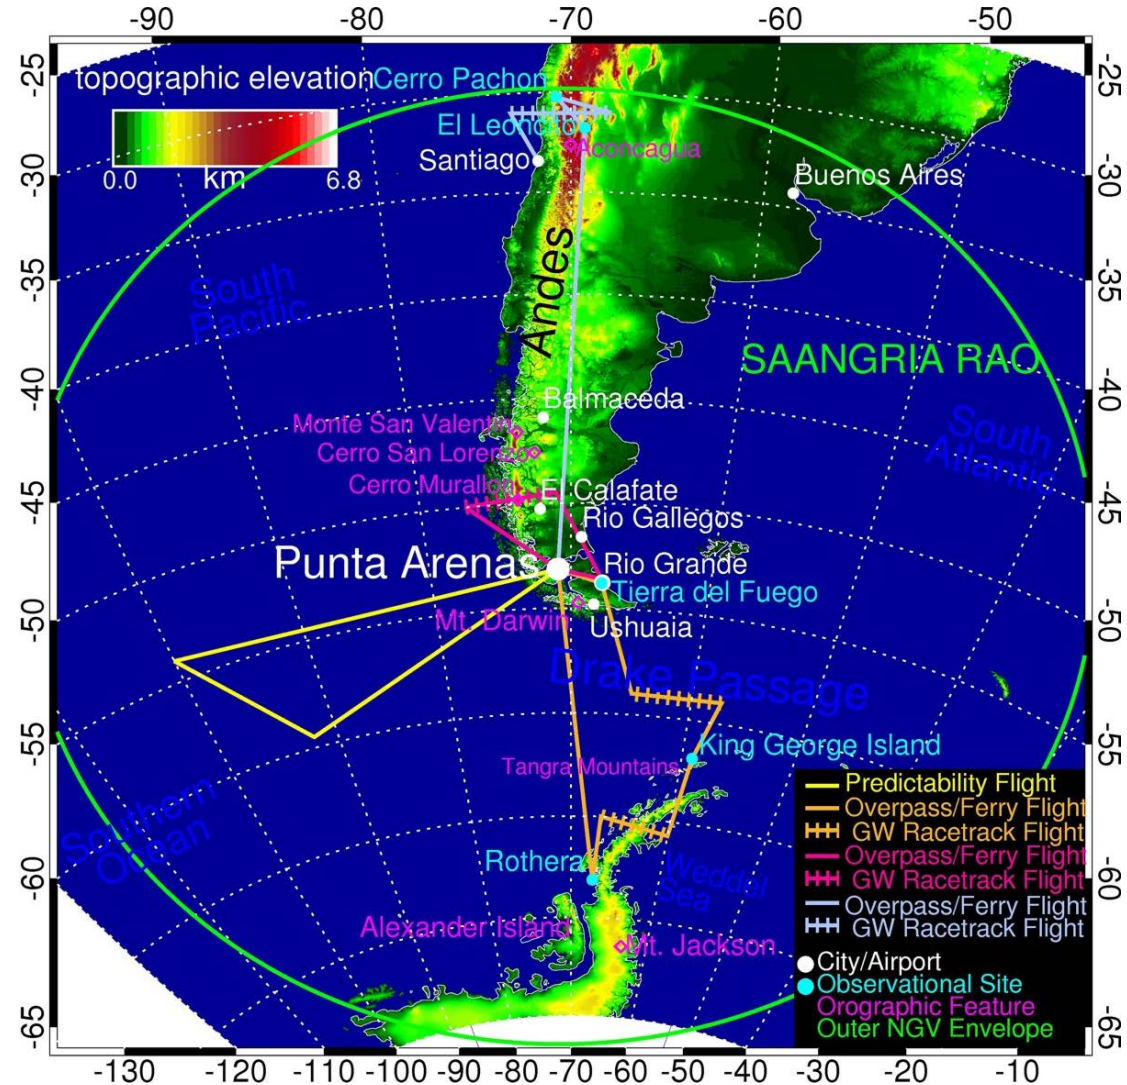 -90 -80 -70 -60 -50
-25 -30 -35 -40 -45 -50 -55 -60 -65
-25 -30 -35 -40 -45 -50 -55 -60 -65
topographic elevation
0.0 km 6.8
Cerro Pachon
El Leoncito
Aconcagua
Santiago
Buenos Aires
Andes
South
Pacific
SAANGRIA RAO
Balmaceda
Monte San Valentin
Cerro San Lorenzo
South
Atlantic
Cerro Murallon
El Calafate
Rio Gallegos
Punta Arenas
Rio Grande
Tierra del Fuego
Mt. Darwin
Ushuaia
Drake Passage
King George Island
Tangra Mountains
Southern
Ocean
Rothera
Weddel
Sea
Alexander Island
Mt. Jackson
Predictability Flight
Overpass/Ferry Flight
GW Racetrack Flight
Overpass/Ferry Flight
GW Racetrack Flight
Overpass/Ferry Flight
GW Racetrack Flight
City/Airport
Observational Site
Orographic Feature
Outer NGV Envelope
-130 -120 -110 -100 -90 -80 -70 -60 -50 -40 -30 -20 -10